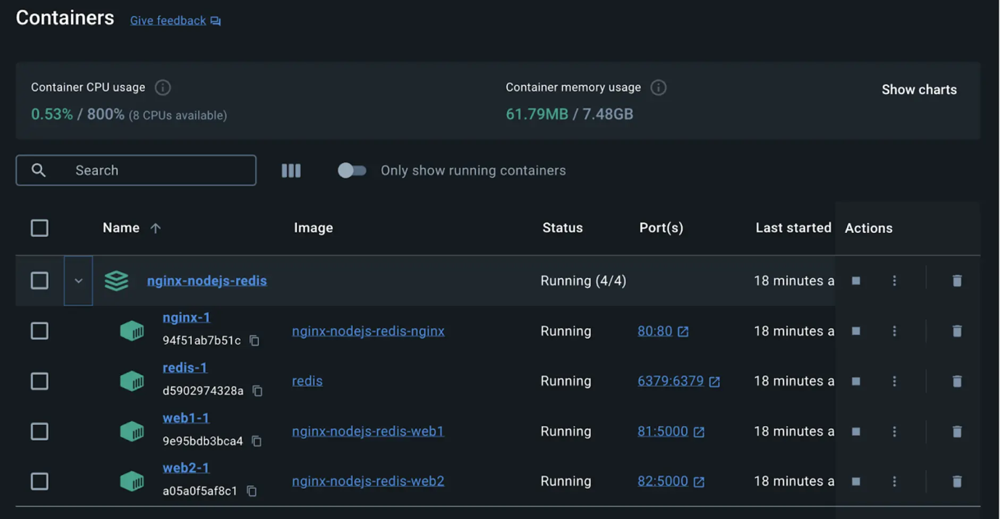 Containers Give feedback
Container CPU usage
0.53% / 800% (8 CPUs available)
Container memory usage
61.79MB / 7.48GB
Show charts
Search
Only show running containers
Name Image Status Port(s) Last started Actions
nginx-nodejs-redis Running (4/4) 18 minutes a
nginx-1
94f51ab7b51c
nginx-nodejs-redis-nginx Running 80:80 18 minutes a
redis-1
d5902974328a
redis Running 6379:6379 18 minutes a
web1-1
9e95bdb3bca4
nginx-nodejs-redis-web1 Running 81:5000 18 minutes a
web2-1
a05a0f5af8c1
nginx-nodejs-redis-web2 Running 82:5000 18 minutes a